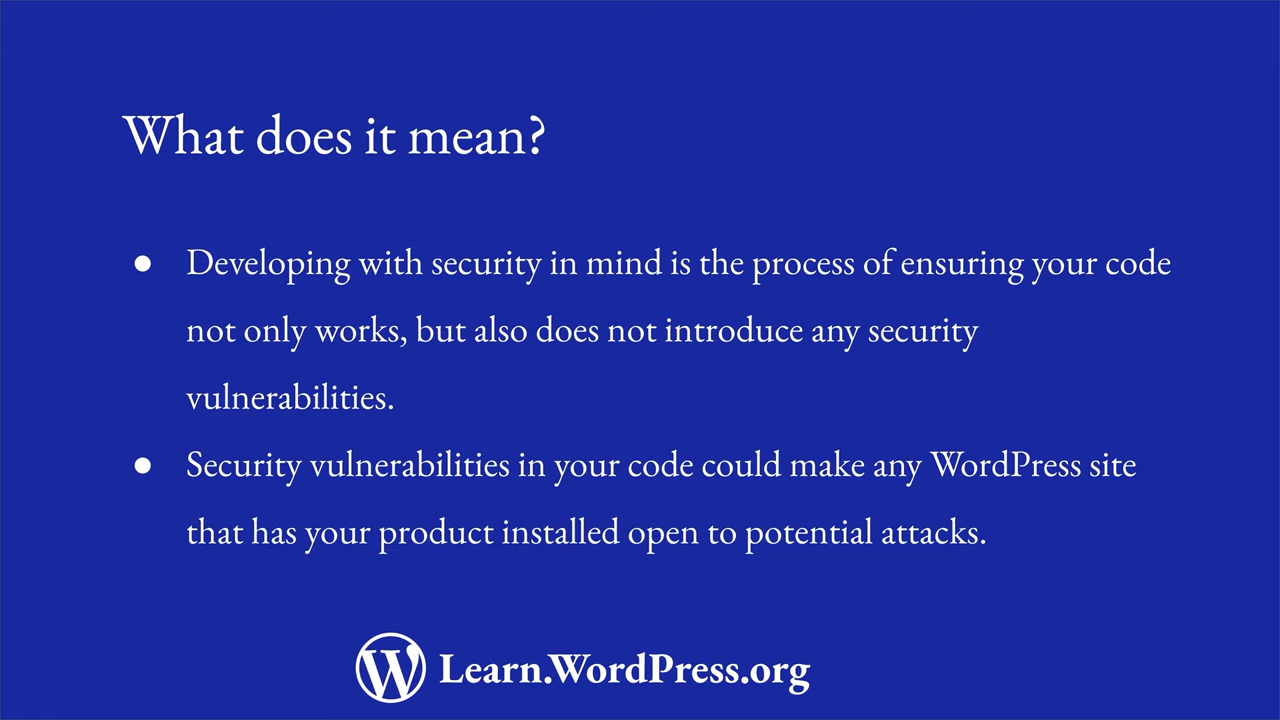 What does it mean?
● Developing with security in mind is the process of ensuring your code
not only works, but also does not introduce any security
vulnerabilities.
● Security vulnerabilities in your code could make any WordPress site
that has your product installed open to potential attacks.
Learn.WordPress.org